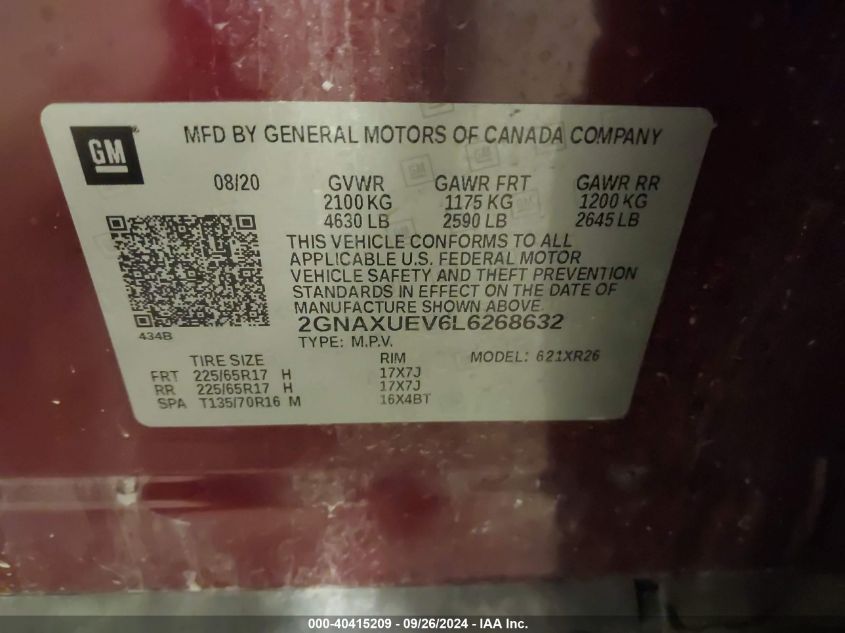 GM
MFD BY GENERAL MOTORS OF CANADA COMPANY
08/20 GVWR GAWR FRT GAWR RR
2100 KG 1175 KG 1200 KG
4630 LB 2590 LB 2645 LB
THIS VEHICLE CONFORMS TO ALL
APPLICABLE U.S. FEDERAL MOTOR
VEHICLE SAFETY AND THEFT PREVENTION
STANDARDS IN EFFECT ON THE DATE OF
MANUFACTURE SHOWN ABOVE.
434B
2GNAXUEV6L6268632
TYPE: M.P.V. MODEL: 621XR26
TIRE SIZE RIM
FRT 225/65R17 H 17X7J
RR 225/65R17 H 17X7J
SPA T135/70R16 M 16X4BT
000-40415209 - 09/26/2024 - IAA Inc.